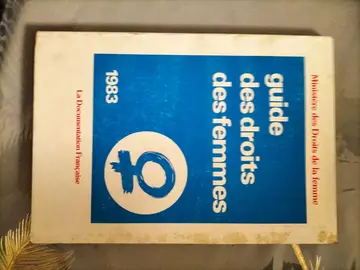 Ministère des Droits de la femme
guide
des droits
des femmes
1983
La Documentation Française